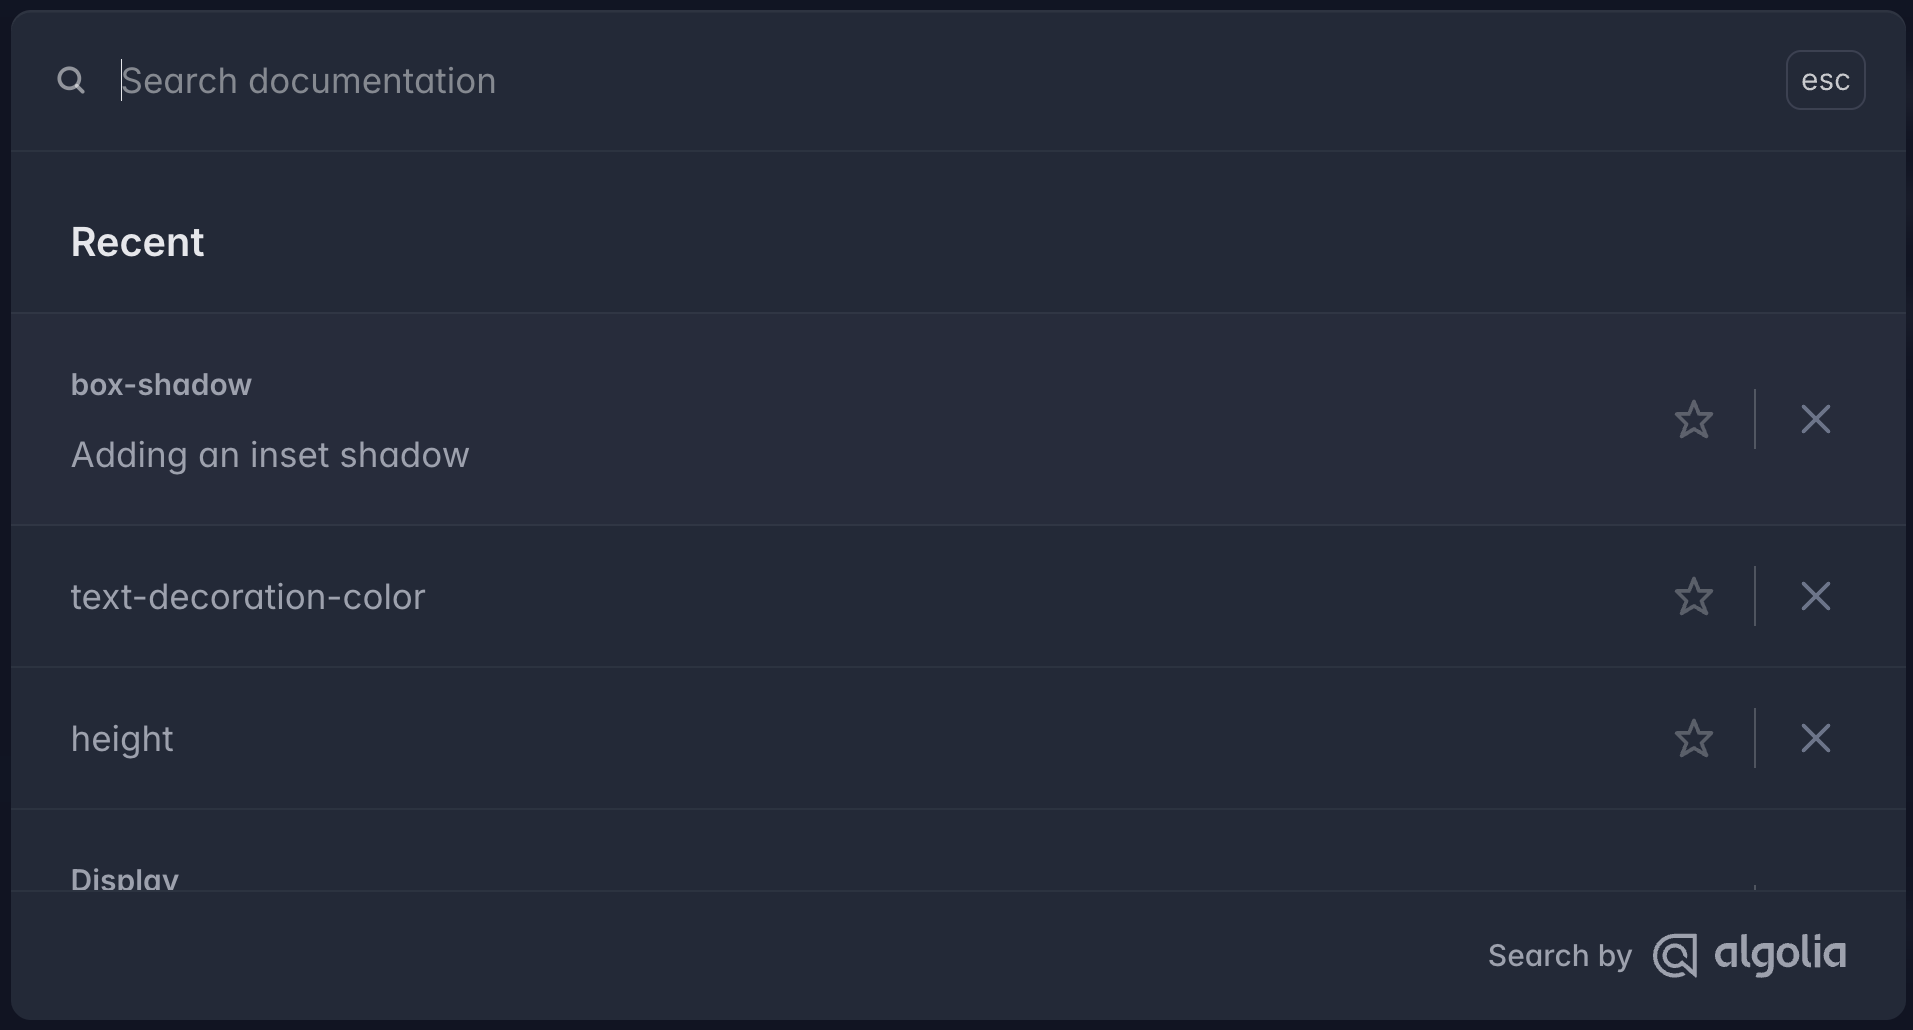 Search documentation
esc
Recent
box-shadow
Adding an inset shadow
text-decoration-color
height
Display
Search by algolia